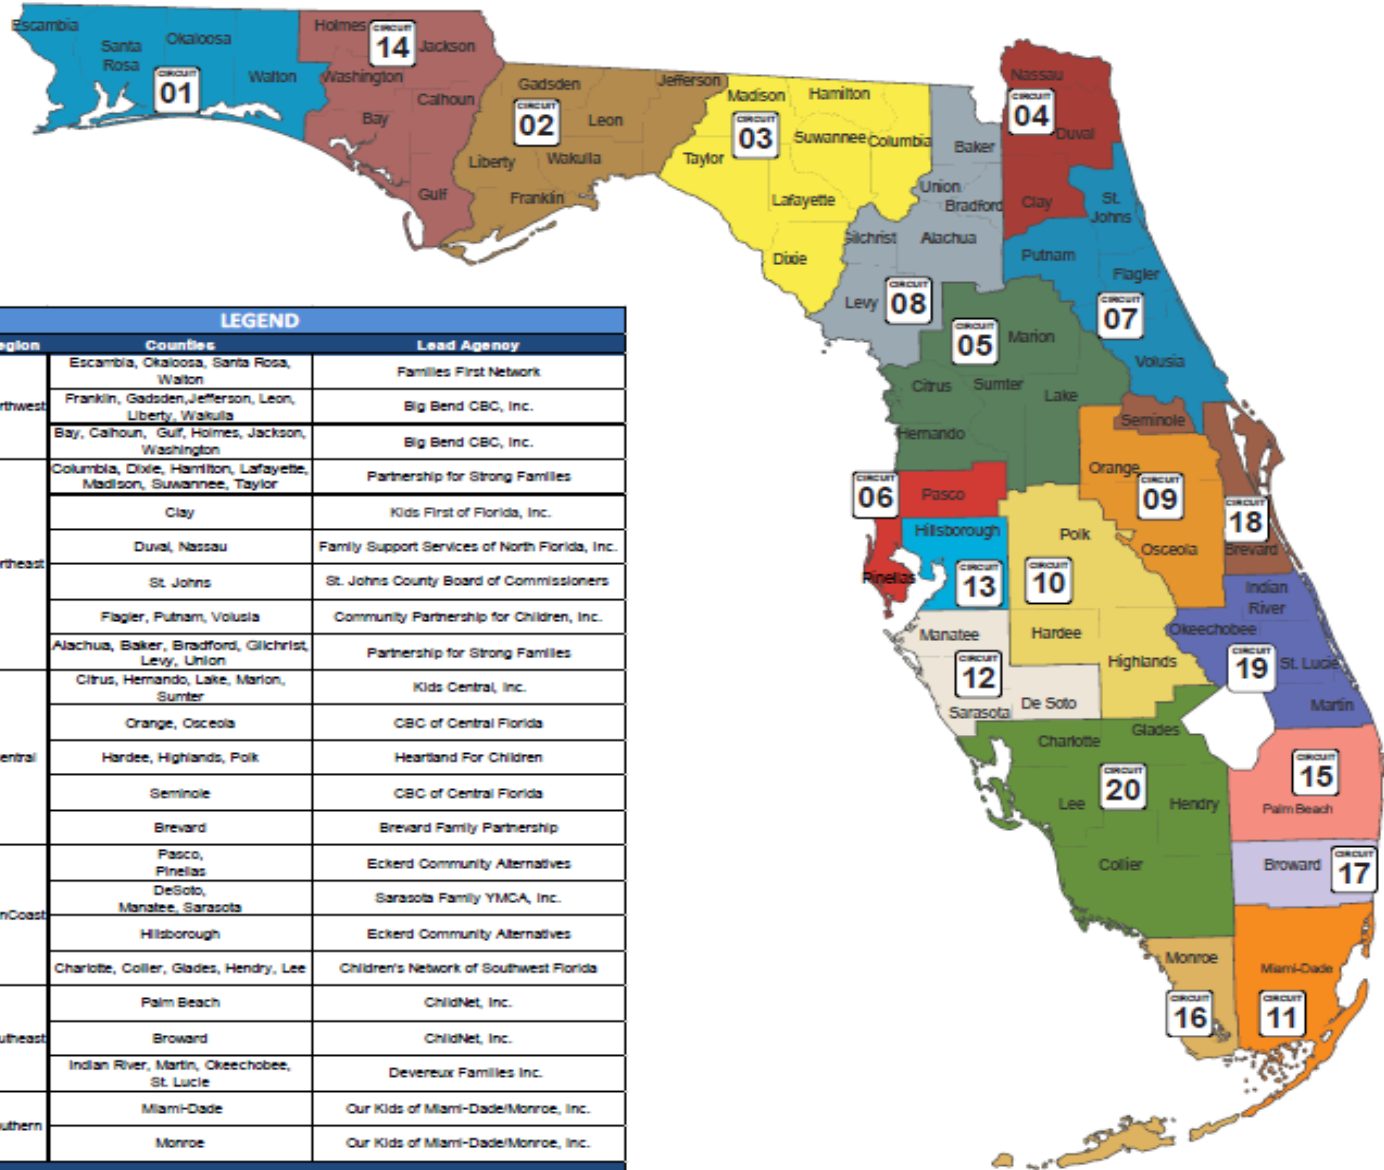 Escambia
Santa
Rosa
Okaloosa
Walton
CIRCUIT
01
Holmes
CIRCUIT
14
Jackson
Washington
Calhoun
Bay
Gulf
Gadsden
Jefferson
CIRCUIT
02
Leon
Liberty
Wakulla
Franklin
Madison
Hamilton
CIRCUIT
03
Suwannee
Columbia
Taylor
Lafayette
Dixie
Nassau
CIRCUIT
04
Duval
Clay
Baker
Union
Bradford
Gilchrist
Alachua
Levy
CIRCUIT
08
St.
Johns
Putnam
Flagler
CIRCUIT
07
Volusia
CIRCUIT
05
Marion
Citrus
Sumter
Lake
Hernando
Seminole
Orange
CIRCUIT
09
Osceola
CIRCUIT
18
Brevard
CIRCUIT
06
Pasco
Pinellas
Hillsborough
CIRCUIT
13
Polk
CIRCUIT
10
Hardee
Highlands
Manatee
CIRCUIT
12
Sarasota
De Soto
Indian
River
Okeechobee
CIRCUIT
19
St. Lucie
Martin
Charlotte
Glades
Lee
CIRCUIT
20
Hendry
Collier
CIRCUIT
15
Palm Beach
Broward
CIRCUIT
17
Monroe
CIRCUIT
16
Miami-Dade
CIRCUIT
11
LEGEND
egion Counties Lead Agency
rthwest
Escambia, Okaloosa, Santa Rosa,
Walton
Families First Network
Franklin, Gadsden,Jefferson, Leon,
Liberty, Wakulla
Big Bend CBC, Inc.
Bay, Calhoun, Gulf, Holmes, Jackson,
Washington
Big Bend CBC, Inc.
rtheast
Columbia, Dixie, Hamilton, Lafayette,
Madison, Suwannee, Taylor
Partnership for Strong Families
Clay
Kids First of Florida, Inc.
Duval, Nassau
Family Support Services of North Florida, Inc.
St. Johns
St. Johns County Board of Commissioners
Flagler, Putnam, Volusia
Community Partnership for Children, Inc.
Alachua, Baker, Bradford, Gilchrist,
Levy, Union
Partnership for Strong Families
entral
Citrus, Hernando, Lake, Marion,
Sumter
Kids Central, Inc.
Orange, Osceola
CBC of Central Florida
Hardee, Highlands, Polk
Heartland For Children
Seminole
CBC of Central Florida
Brevard
Brevard Family Partnership
nCoast
Pasco,
Pinellas
Eckerd Community Alternatives
DeSoto,
Manatee, Sarasota
Sarasota Family YMCA, Inc.
Hillsborough
Eckerd Community Alternatives
Charlotte, Collier, Glades, Hendry, Lee
Children's Network of Southwest Florida
utheast
Palm Beach
ChildNet, Inc.
Broward
ChildNet, Inc.
Indian River, Martin, Okeechobee,
St. Lucie
Devereux Families Inc.
uthern
Miami-Dade
Our Kids of Miami-Dade/Monroe, Inc.
Monroe
Our Kids of Miami-Dade/Monroe, Inc.